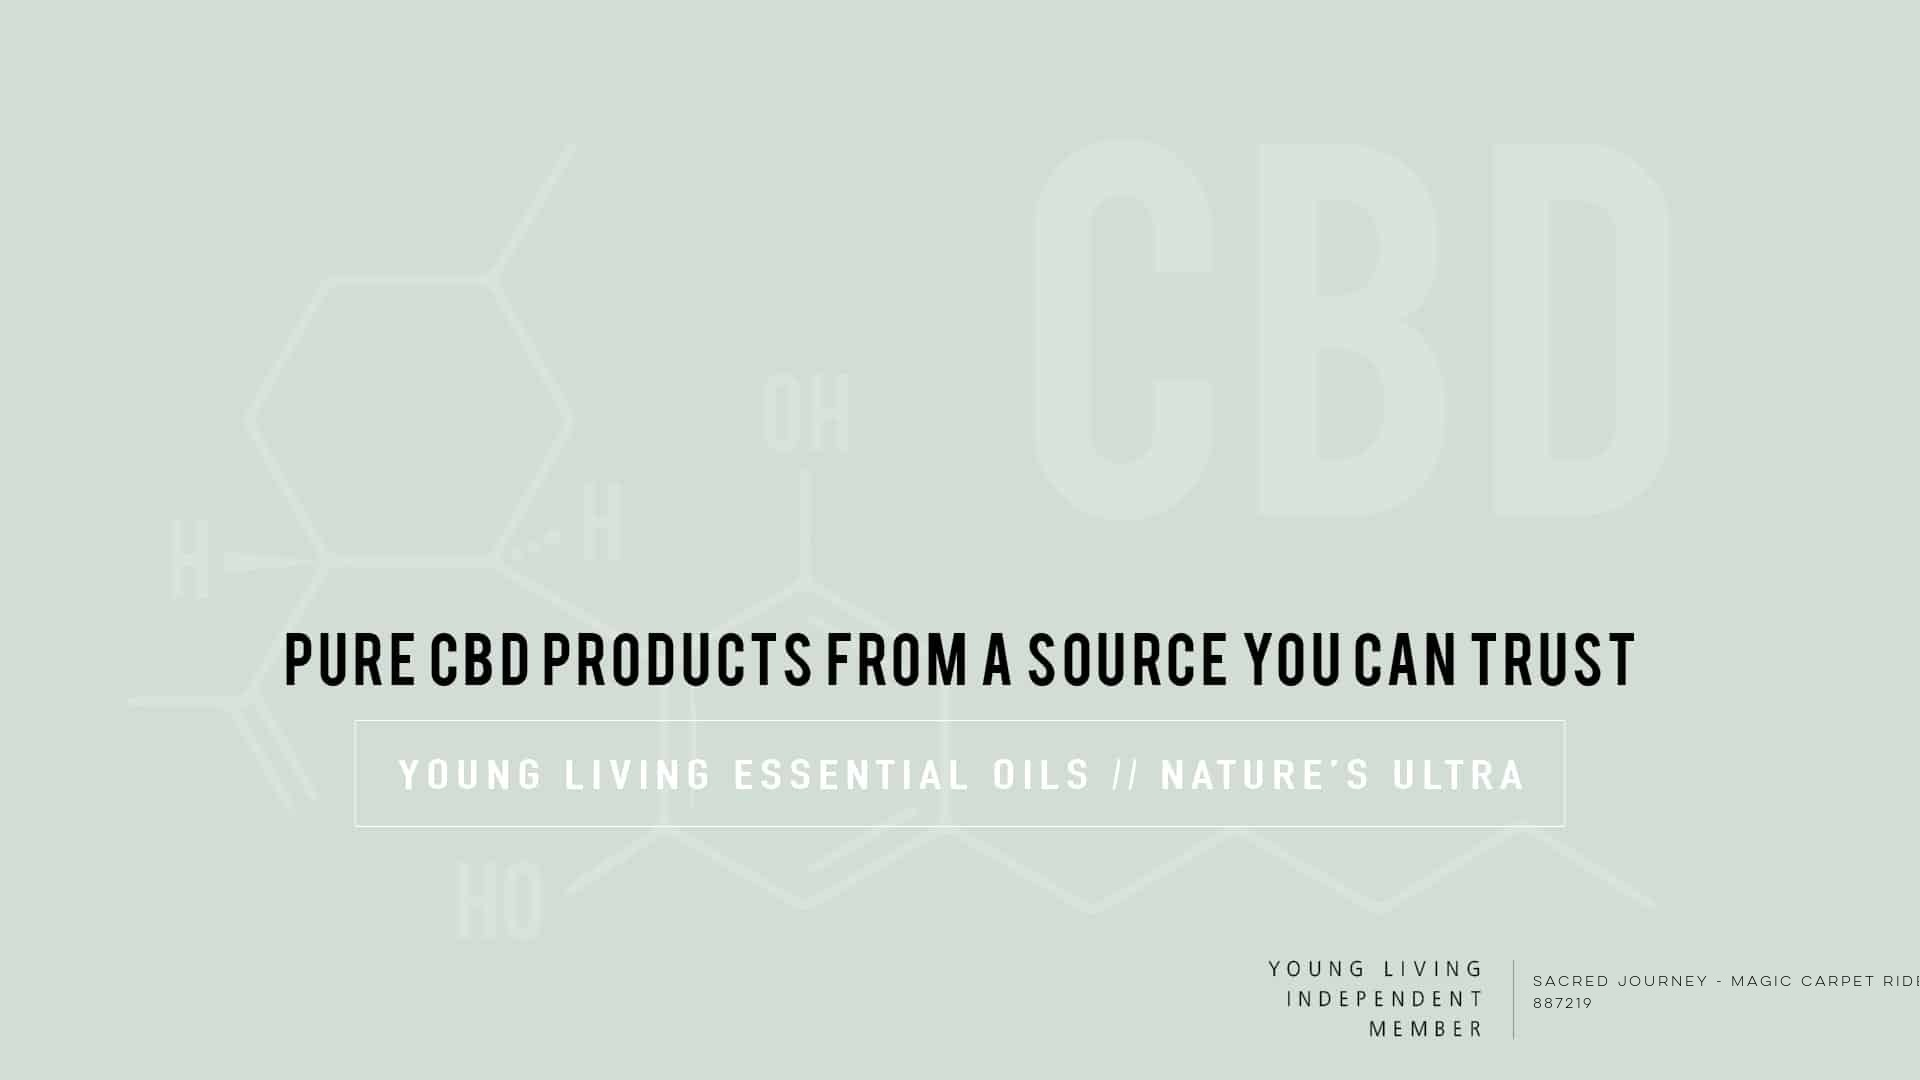 CBD
OH
H
H
PURE CBD PRODUCTS FROM A SOURCE YOU CAN TRUST
YOUNG LIVING ESSENTIAL OILS // NATURE'S ULTRA
HO
YOUNG LIVING
INDEPENDENT
MEMBER
SACRED JOURNEY - MAGIC CARPET RIDE
887219